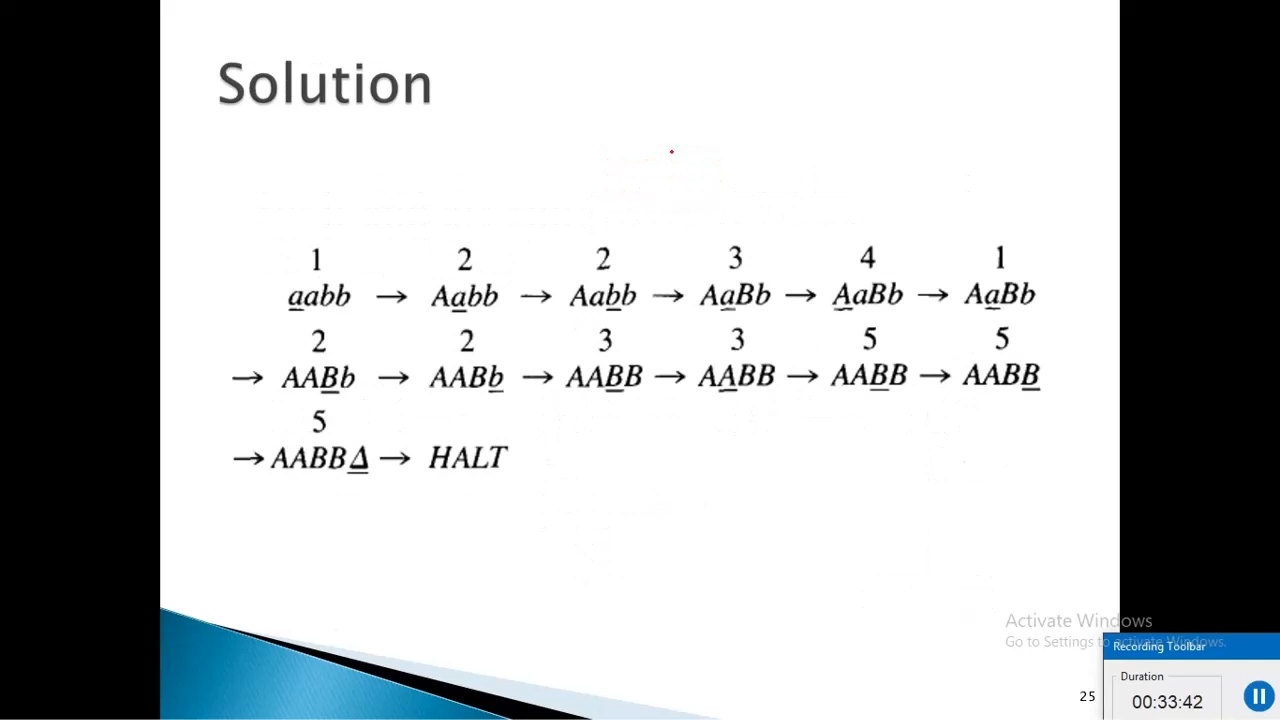 Solution
1 2 2 3 4 1
aabb → Aabb → Aabb → AaBb → AaBb → AaBb
2 2 3 3 5 5
→ AABb → AABb → AABB → AABB → AABB → AABB
5
→ AABBΔ → HALT
Activate Windows
Go to Settings to activate Windows.
Recording Toolbar
Duration
25
00:33:42